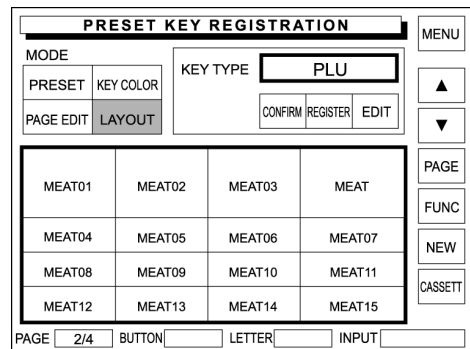 PRESET KEY REGISTRATION
MENU
MODE
KEY TYPE PLU
PRESET KEY COLOR
▲
CONFIRM REGISTER EDIT
PAGE EDIT LAYOUT
▼
MEAT01 MEAT02 MEAT03 MEAT
PAGE
FUNC
MEAT04 MEAT05 MEAT06 MEAT07
NEW
MEAT08 MEAT09 MEAT10 MEAT11
CASSETT
MEAT12 MEAT13 MEAT14 MEAT15
PAGE 2/4 BUTTON LETTER INPUT